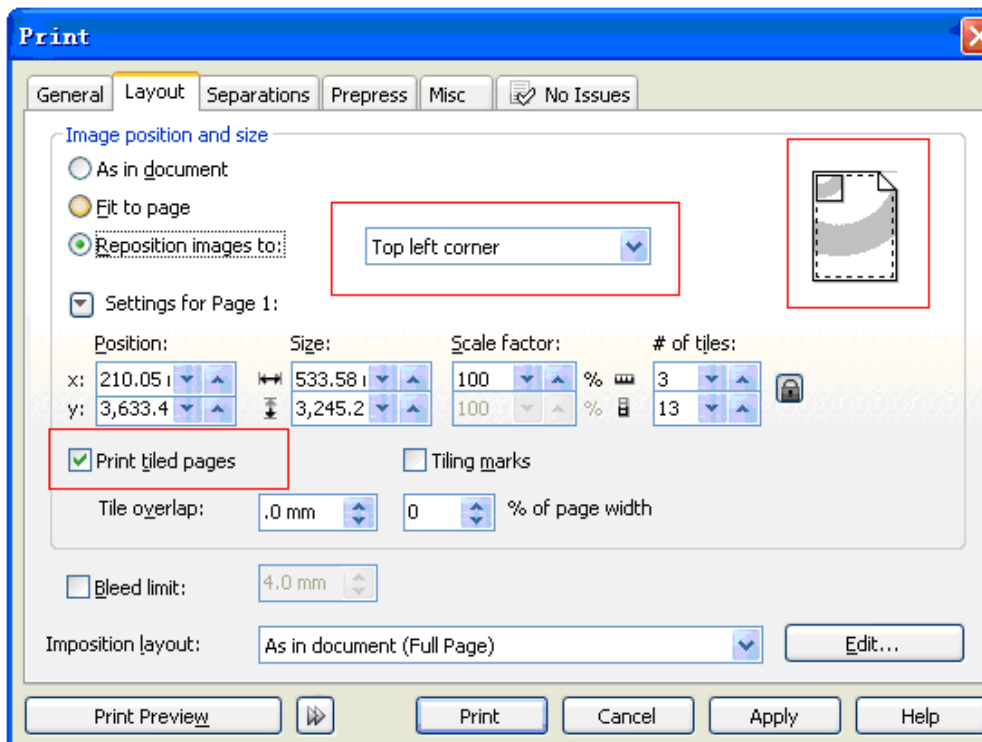 Print
General Layout Separations Prepress Misc No Issues
Image position and size
As in document
Fit to page
Reposition images to: Top left corner
Settings for Page 1:
Position: Size: Scale factor: # of tiles:
x: 210.05 533.58 100 % 3
y: 3,633.4 3,245.2 100 % 13
Print tiled pages Tiling marks
Tile overlap: .0 mm 0 % of page width
Bleed limit: 4.0 mm
Imposition layout: As in document (Full Page) Edit...
Print Preview Print Cancel Apply Help